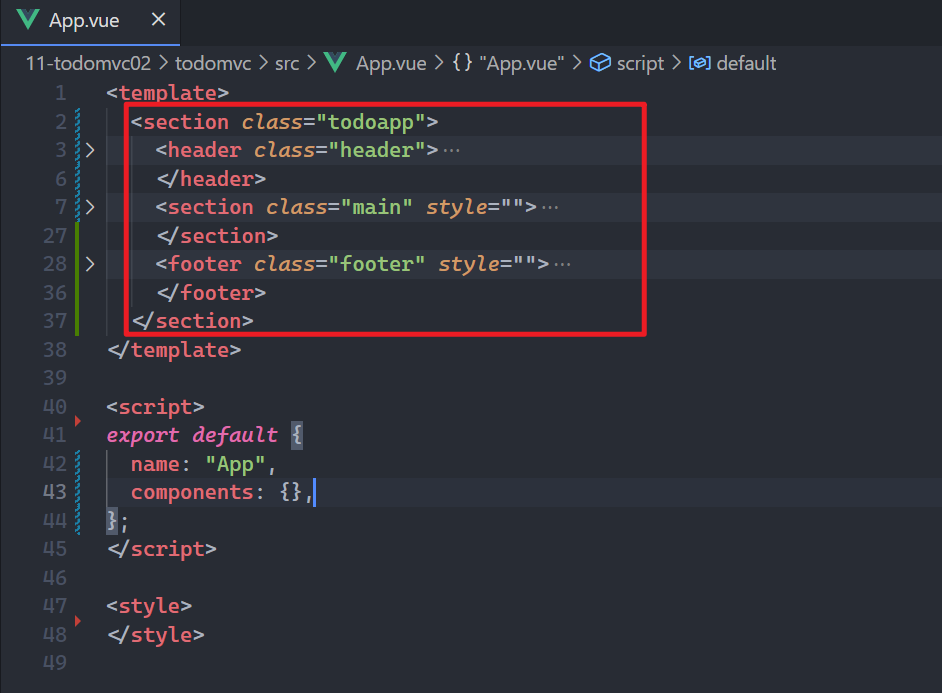 App.vue ×
11-todomvc02 > todomvc > src > App.vue > {} "App.vue" > script > default
1 <template>
2 <section class="todoapp">
3 <header class="header">···
6 </header>
7 <section class="main" style="">···
27 </section>
28 <footer class="footer" style="">···
36 </footer>
37 </section>
38 </template>
39
40 <script>
41 export default {
42 name: "App",
43 components: {},
44 };
45 </script>
46
47 <style>
48 </style>
49